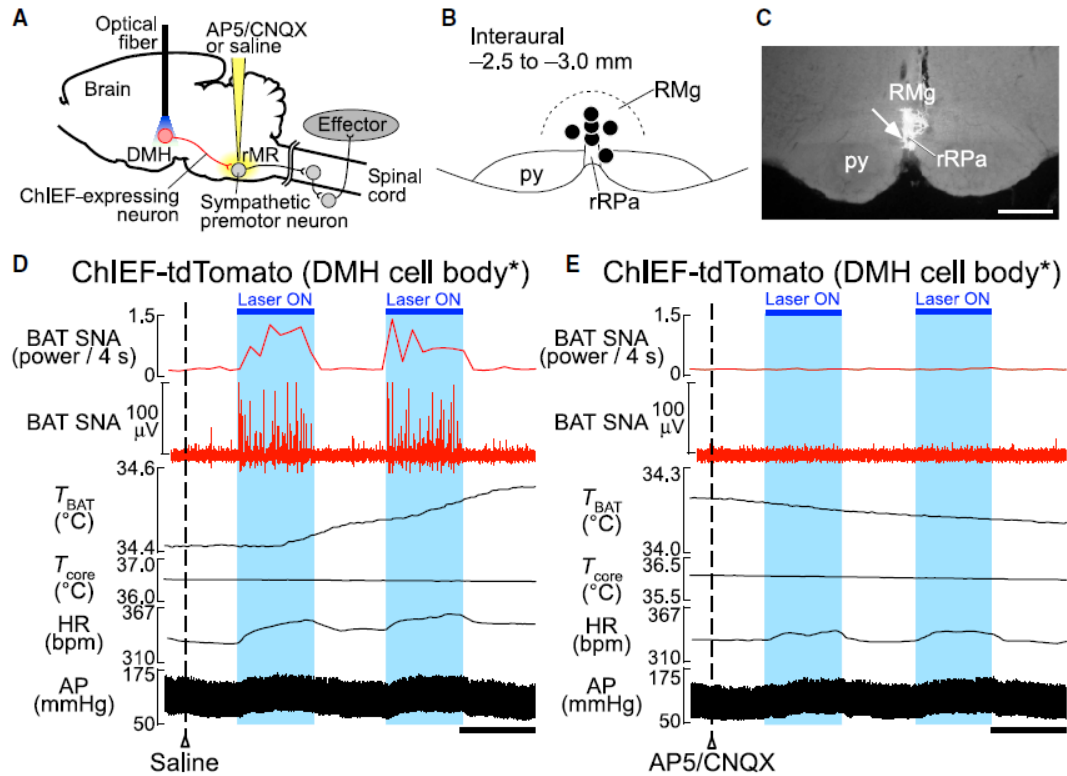 A
Optical
fiber
AP5/CNQX
or saline
Brain
Effector
DMH
rMR
ChIEF–expressing
neuron
Sympathetic
premotor neuron
Spinal
cord
B
Interaural
–2.5 to –3.0 mm
RMg
py
rRPa
C
RMg
py
rRPa
D
ChIEF-tdTomato (DMH cell body*)
Laser ON
Laser ON
BAT SNA
(power / 4 s)
1.5
0
BAT SNA
100
μV
34.6
TBAT
(°C)
34.4
37.0
Tcore
(°C)
36.0
367
HR
(bpm)
310
175
AP
(mmHg)
50
Saline
E
ChIEF-tdTomato (DMH cell body*)
Laser ON
Laser ON
BAT SNA
(power / 4 s)
1.5
0
BAT SNA
100
μV
34.3
TBAT
(°C)
34.0
36.5
Tcore
(°C)
35.5
367
HR
(bpm)
310
175
AP
(mmHg)
50
AP5/CNQX